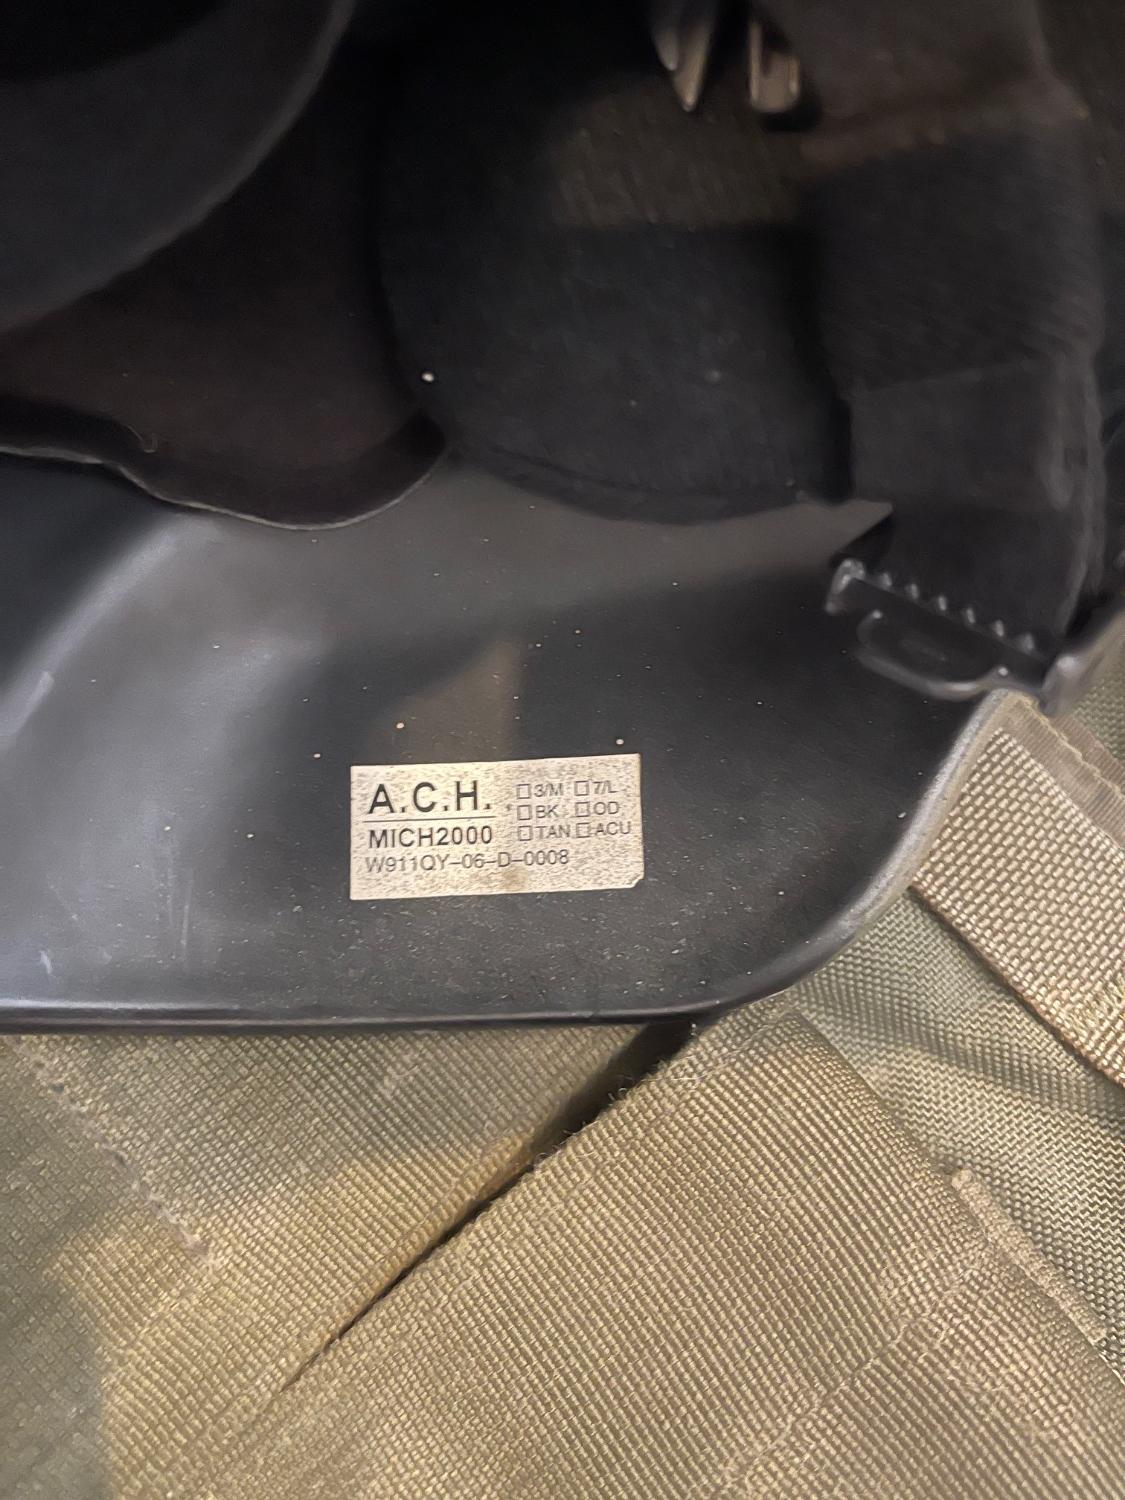 A.C.H.
MICH2000
☐3/M ☐7/L
☐BK ☐OD
☐TAN ☐ACU
W911QY-06-D-0008